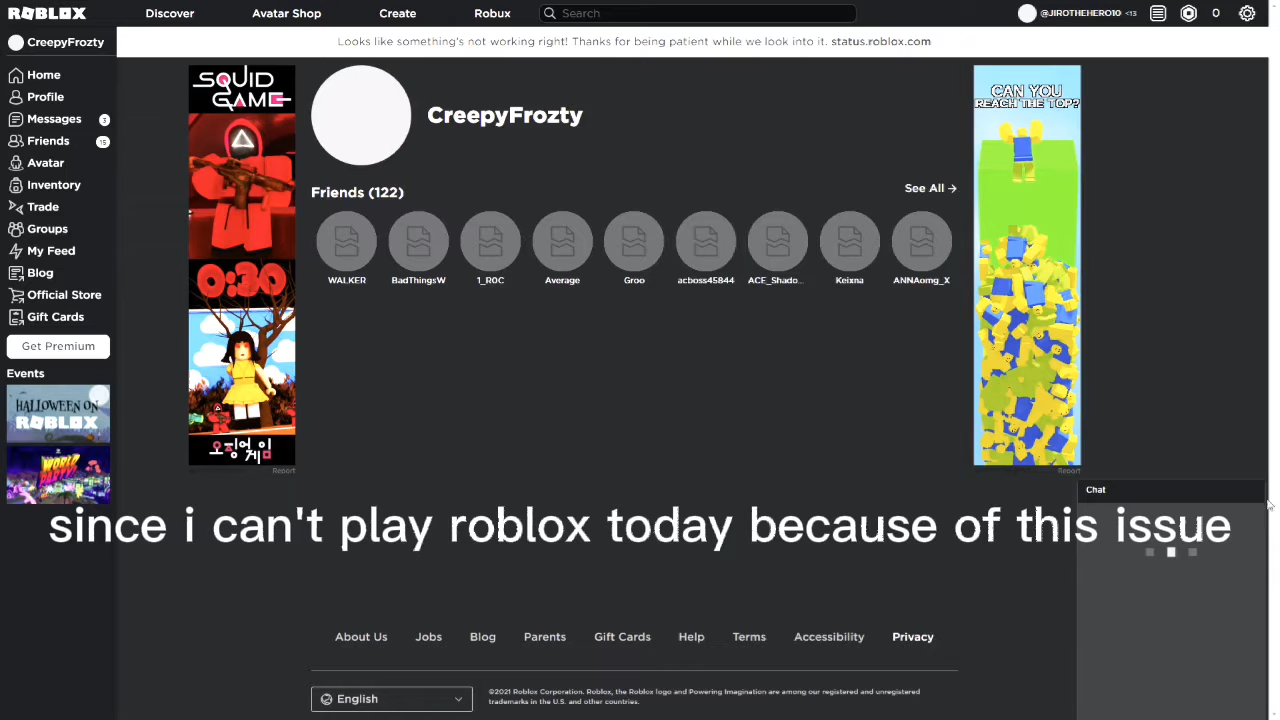 ROBLOX
Discover
Avatar Shop
Create
Robux
Search
@JIROTHEHERO10 <13
0
CreepyFrozty
Looks like something's not working right! Thanks for being patient while we look into it. status.roblox.com
Home
Profile
Messages
3
Friends
15
Avatar
Inventory
Trade
Groups
My Feed
Blog
Official Store
Gift Cards
Get Premium
Events
HALLOWEEN ON
ROBLOX
WORLD
PARTY
SQUID
GAME
0:30
오징어게임
Report
CreepyFrozty
Friends (122)
See All →
WALKER
BadThingsW
1_R0C
Average
Groo
acboss45844
ACE_Shado...
Keixna
ANNAomg_X
CAN YOU
REACH THE TOP?
Report
Chat
since i can't play roblox today because of this issue
About Us
Jobs
Blog
Parents
Gift Cards
Help
Terms
Accessibility
Privacy
English
©2021 Roblox Corporation. Roblox, the Roblox logo and Powering Imagination are among our registered and unregistered
trademarks in the U.S. and other countries.